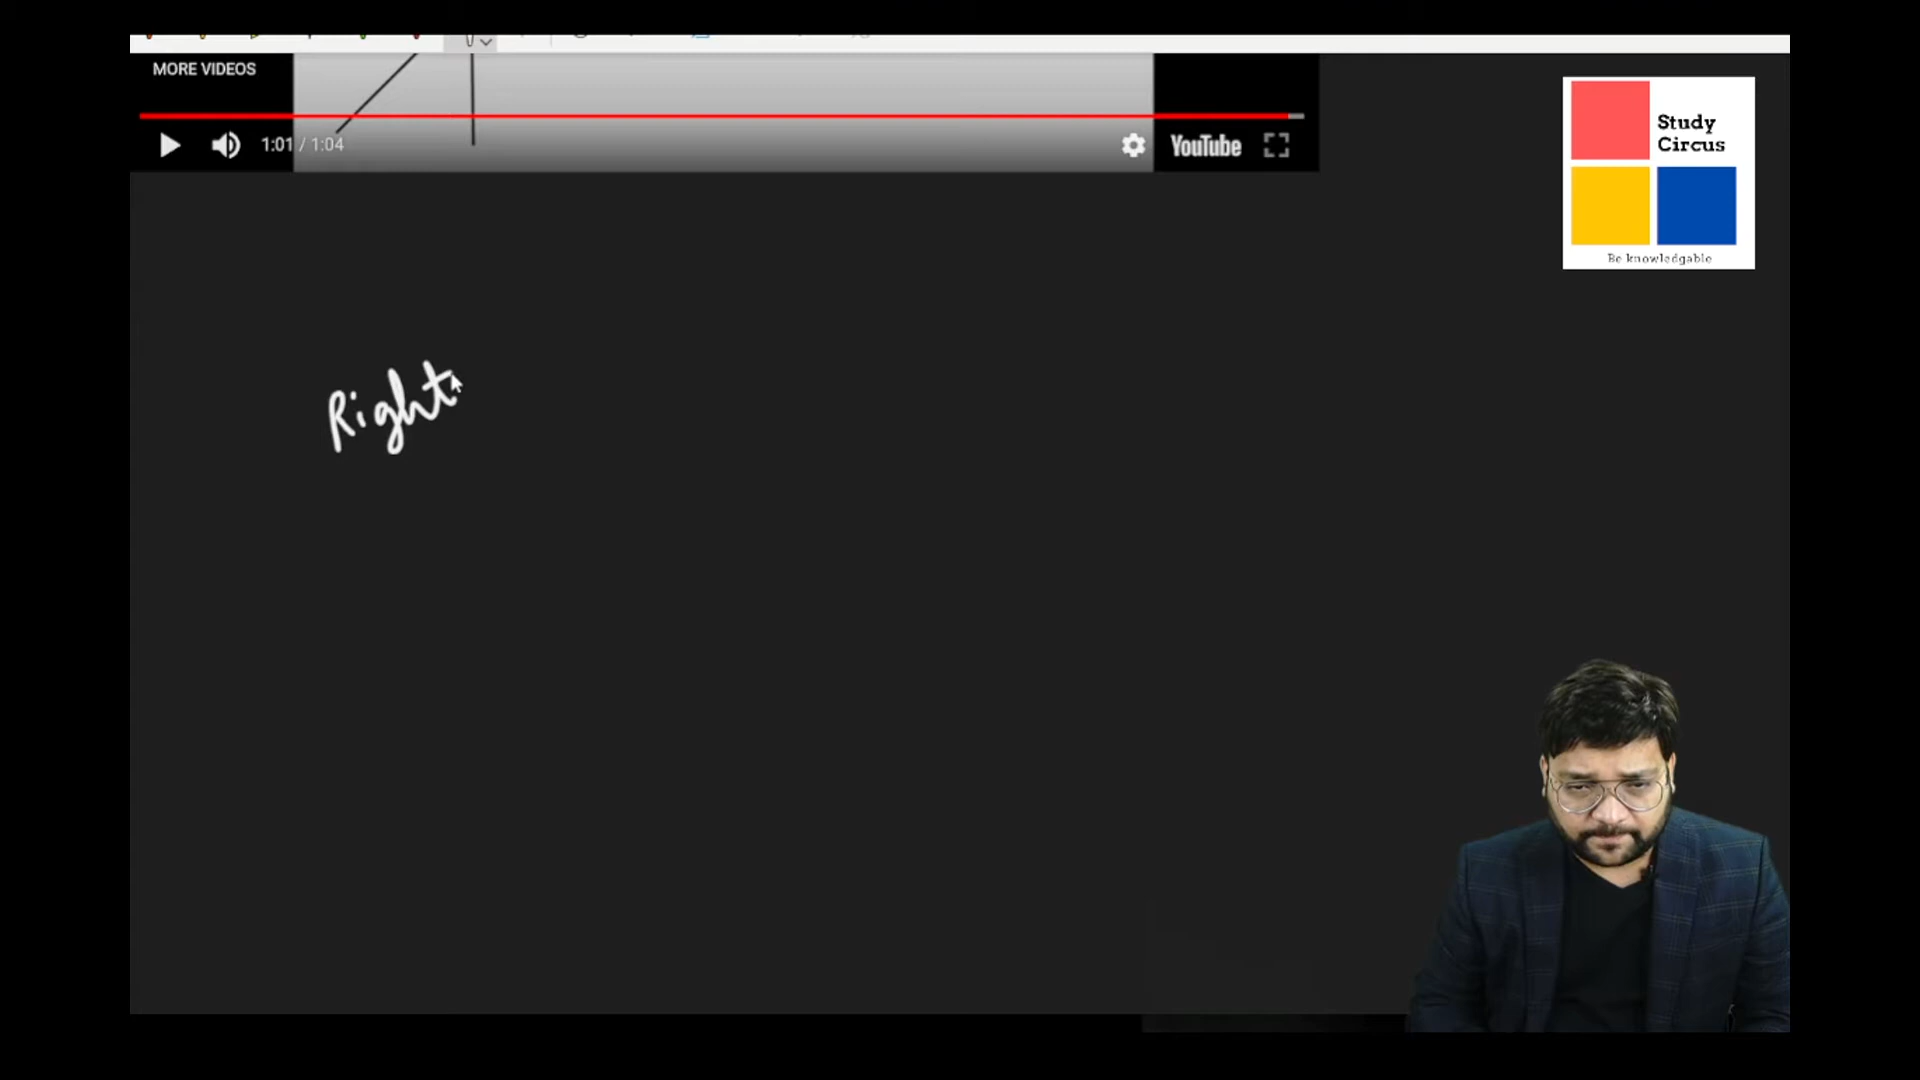 MORE VIDEOS
1:01 / 1:04
YouTube
Study
Circus
Be knowledgable
Right